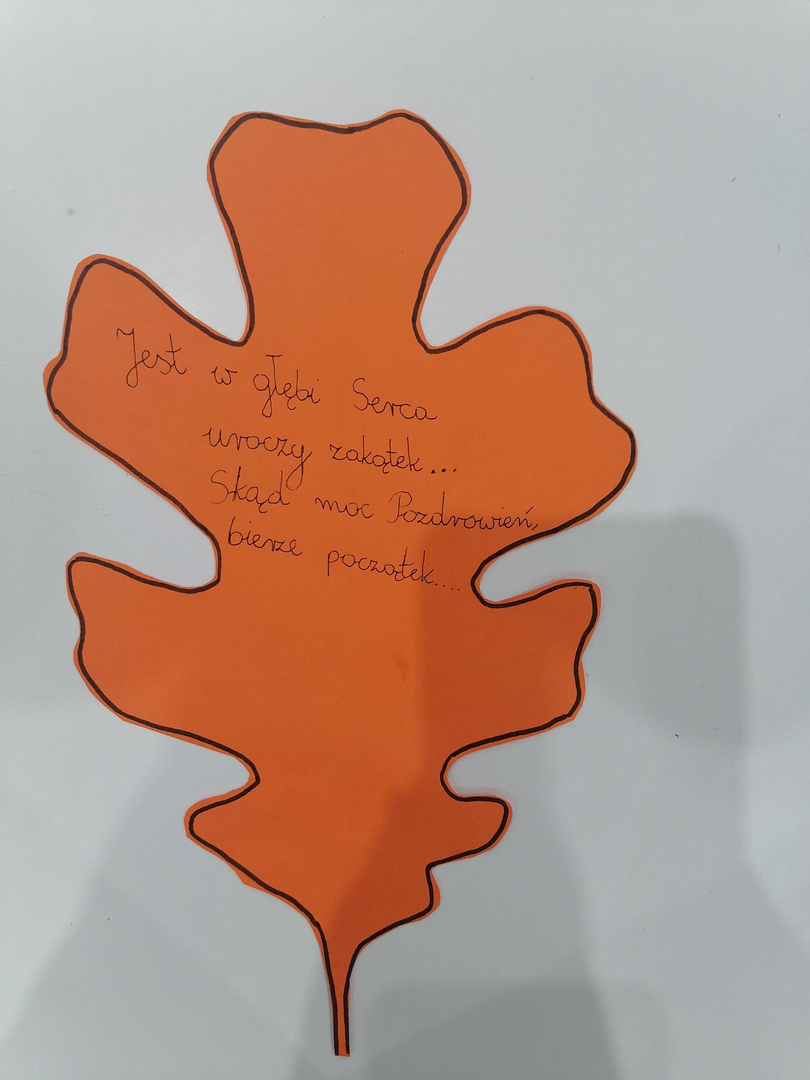 Jest w głębi Serca
uroczy zakątek...
Skąd moc Pozdrowień,
bierze początek....